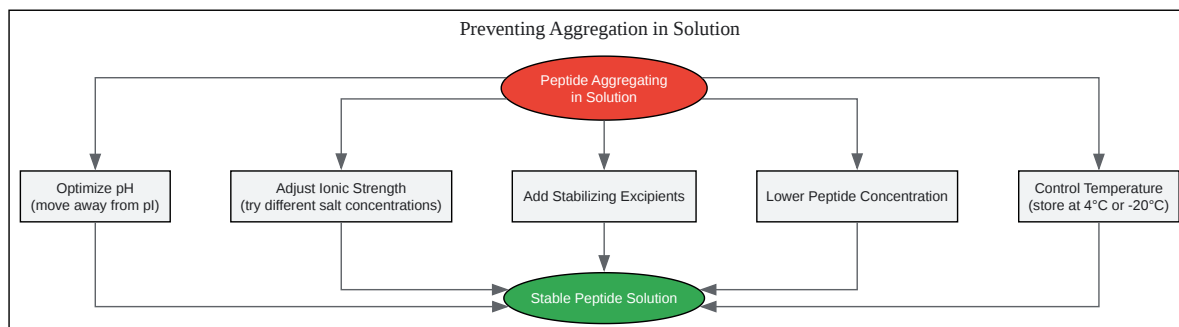 Preventing Aggregation in Solution
Peptide Aggregating
in Solution
Optimize pH
(move away from pI)
Adjust Ionic Strength
(try different salt concentrations)
Add Stabilizing Excipients
Lower Peptide Concentration
Control Temperature
(store at 4°C or -20°C)
Stable Peptide Solution